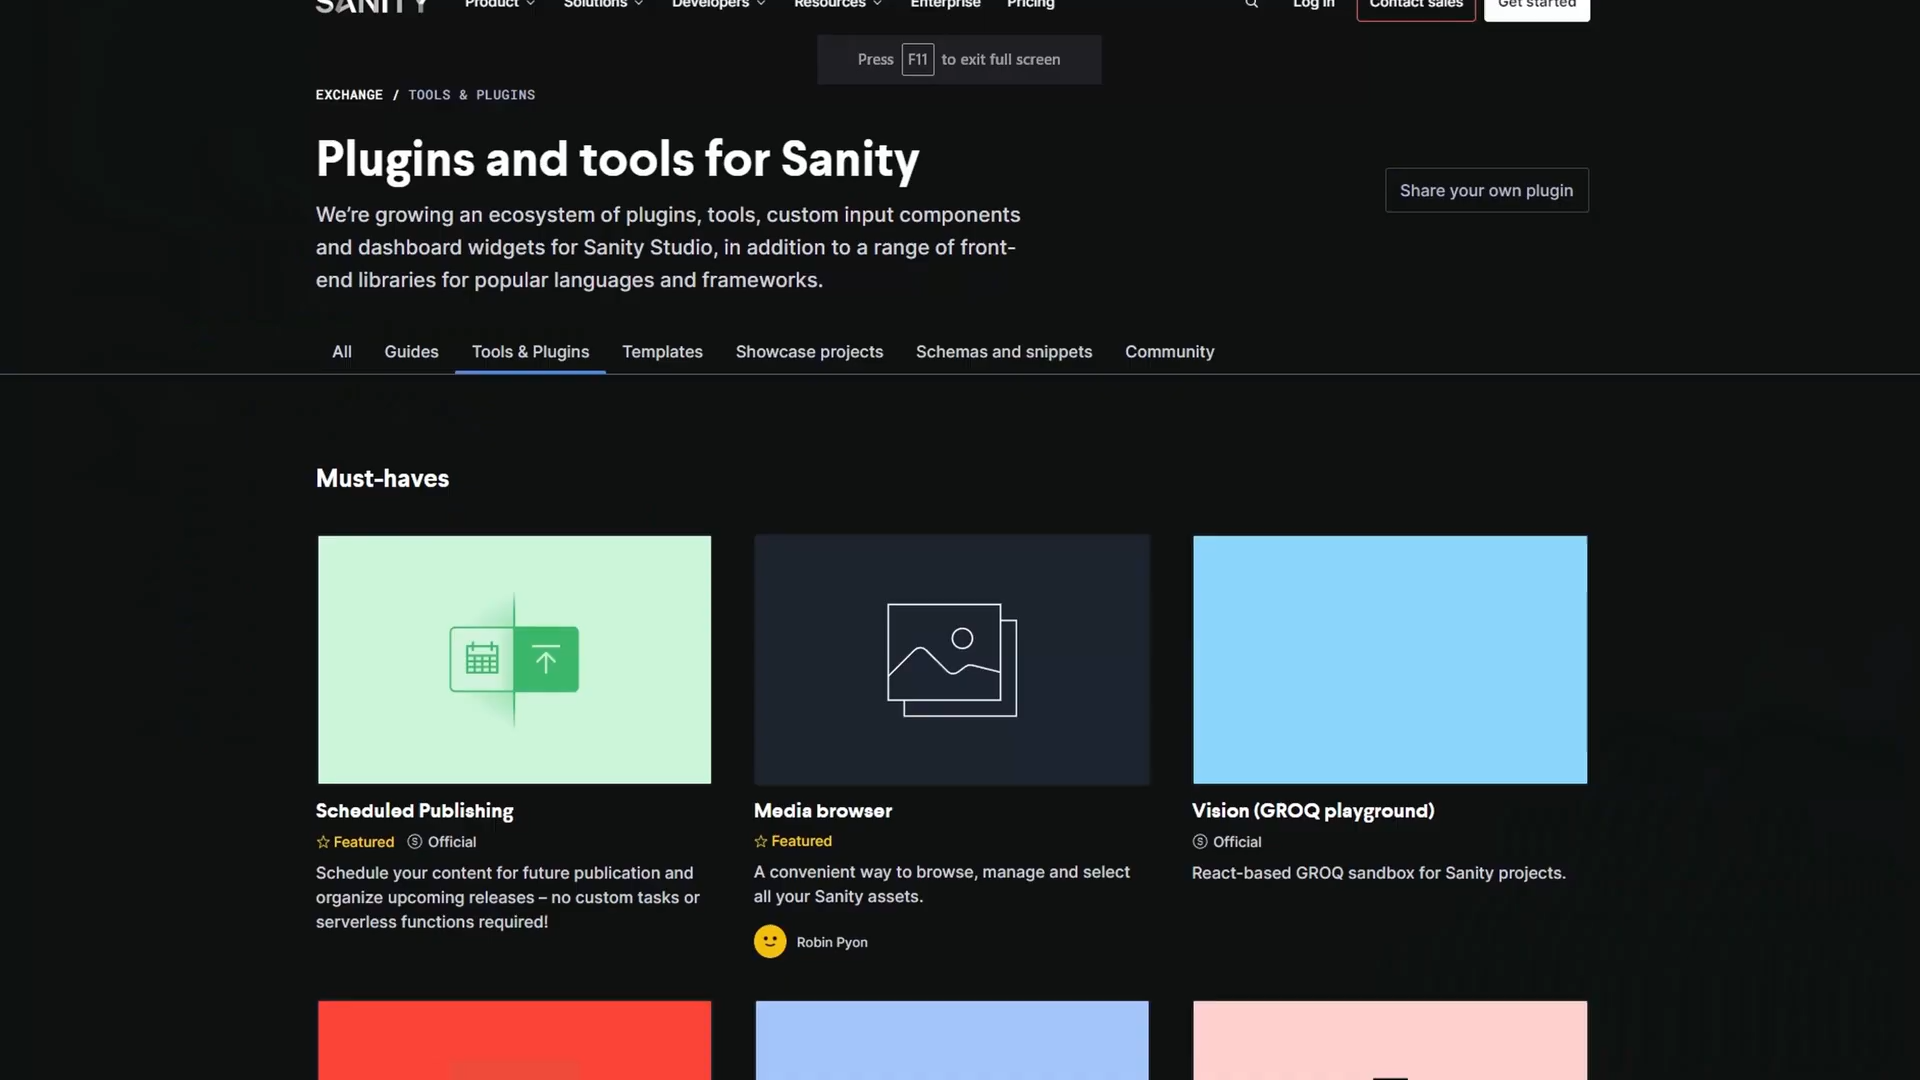 SANITY Product Solutions Developers Resources Enterprise Pricing Log in Contact sales Get started
Press F11 to exit full screen
EXCHANGE / TOOLS & PLUGINS
Plugins and tools for Sanity
Share your own plugin
We’re growing an ecosystem of plugins, tools, custom input components
and dashboard widgets for Sanity Studio, in addition to a range of front-
end libraries for popular languages and frameworks.
All Guides Tools & Plugins Templates Showcase projects Schemas and snippets Community
Must-haves
Scheduled Publishing
Featured Official
Schedule your content for future publication and
organize upcoming releases – no custom tasks or
serverless functions required!
Media browser
Featured
A convenient way to browse, manage and select
all your Sanity assets.
Robin Pyon
Vision (GROQ playground)
Official
React-based GROQ sandbox for Sanity projects.